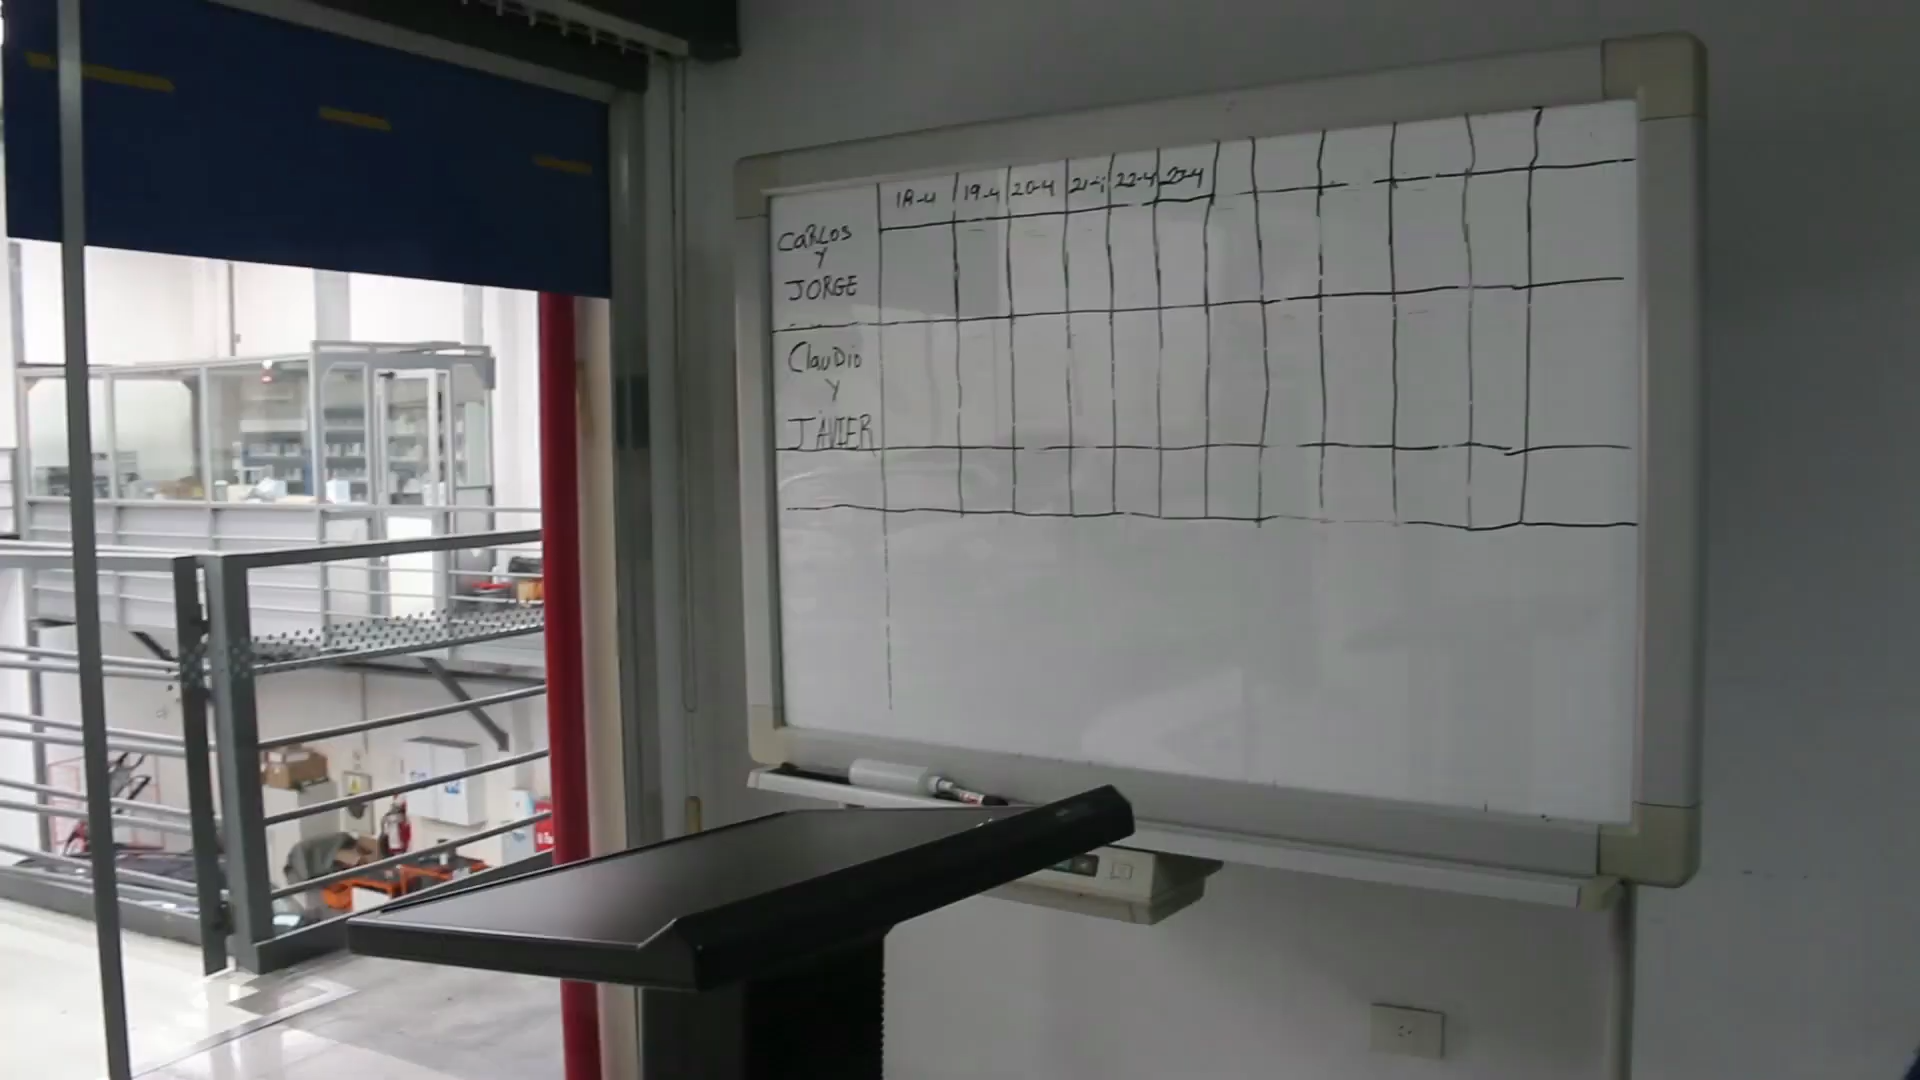 18-4 19-4 20-4 21-4 22-4 23-4
CaRLos
Y
JORGE
ClauDio
Y
JAVIER